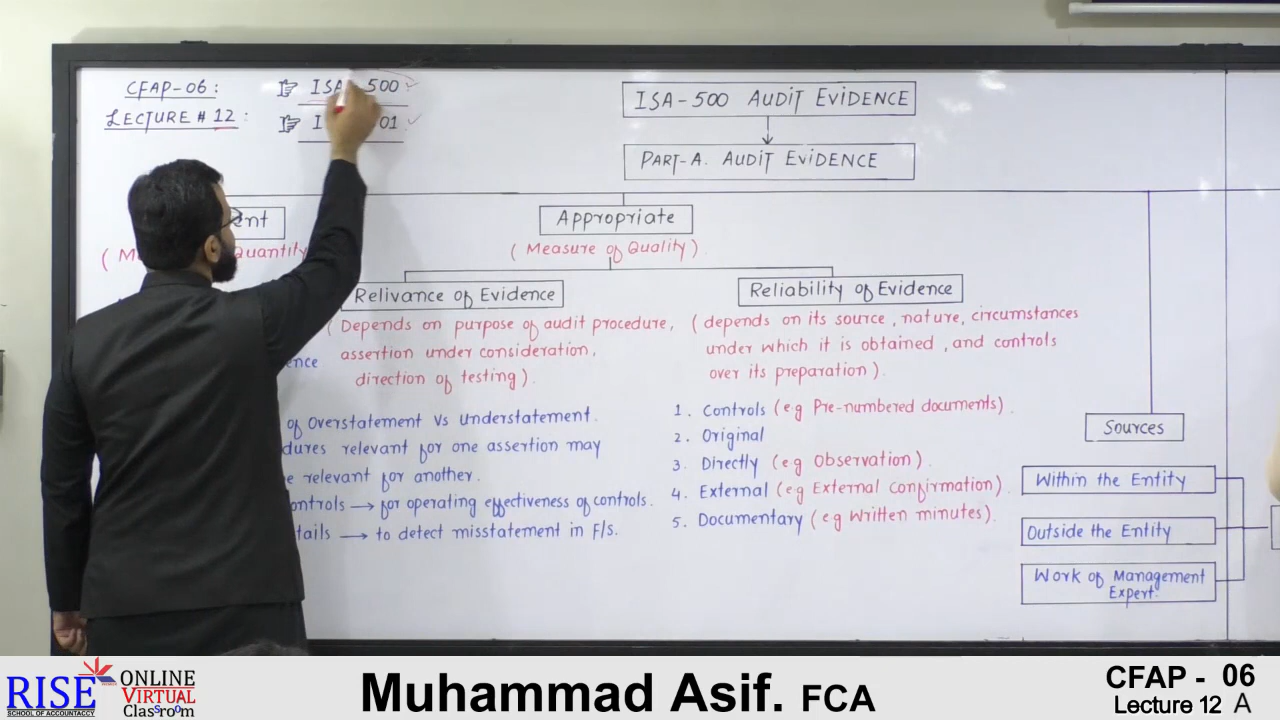 CFAP-06:
LECTURE # 12:
ISA 500
01
ISA-500 AUDIT EVIDENCE
PART-A. AUDIT EVIDENCE
Appropriate
(Measure of Quality)
Quantity
Relivance of Evidence
(Depends on purpose of audit procedure,
assertion under consideration,
direction of testing).
of Overstatement Vs Understatement.
relevant for one assertion may
relevant for another.
→ for operating effectiveness of controls.
→ to detect misstatement in F/s.
Reliability of Evidence
(depends on its source, nature, circumstances
under which it is obtained, and controls
over its preparation).
1. Controls (eg Pre-numbered documents).
2. Original
3. Directly (eg Observation).
4. External (eg External confirmation).
5. Documentary (eg Written minutes).
Sources
Within the Entity
Outside the Entity
Work of Management
Expert.
RISE
SCHOOL OF ACCOUNTANCY
ONLINE
VIRTUAL
Classroom
Muhammad Asif. FCA
CFAP - 06
Lecture 12 A